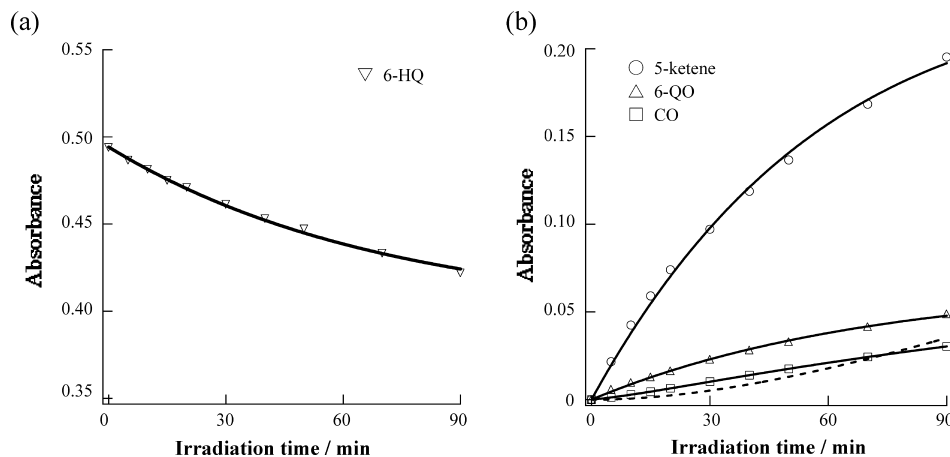 (a)
0.55
0.50
0.45
0.40
0.35
Absorbance
6-HQ
0 30 60 90
Irradiation time / min
(b)
0.20
0.15
0.10
0.05
0
Absorbance
5-ketene
6-QO
CO
0 30 60 90
Irradiation time / min